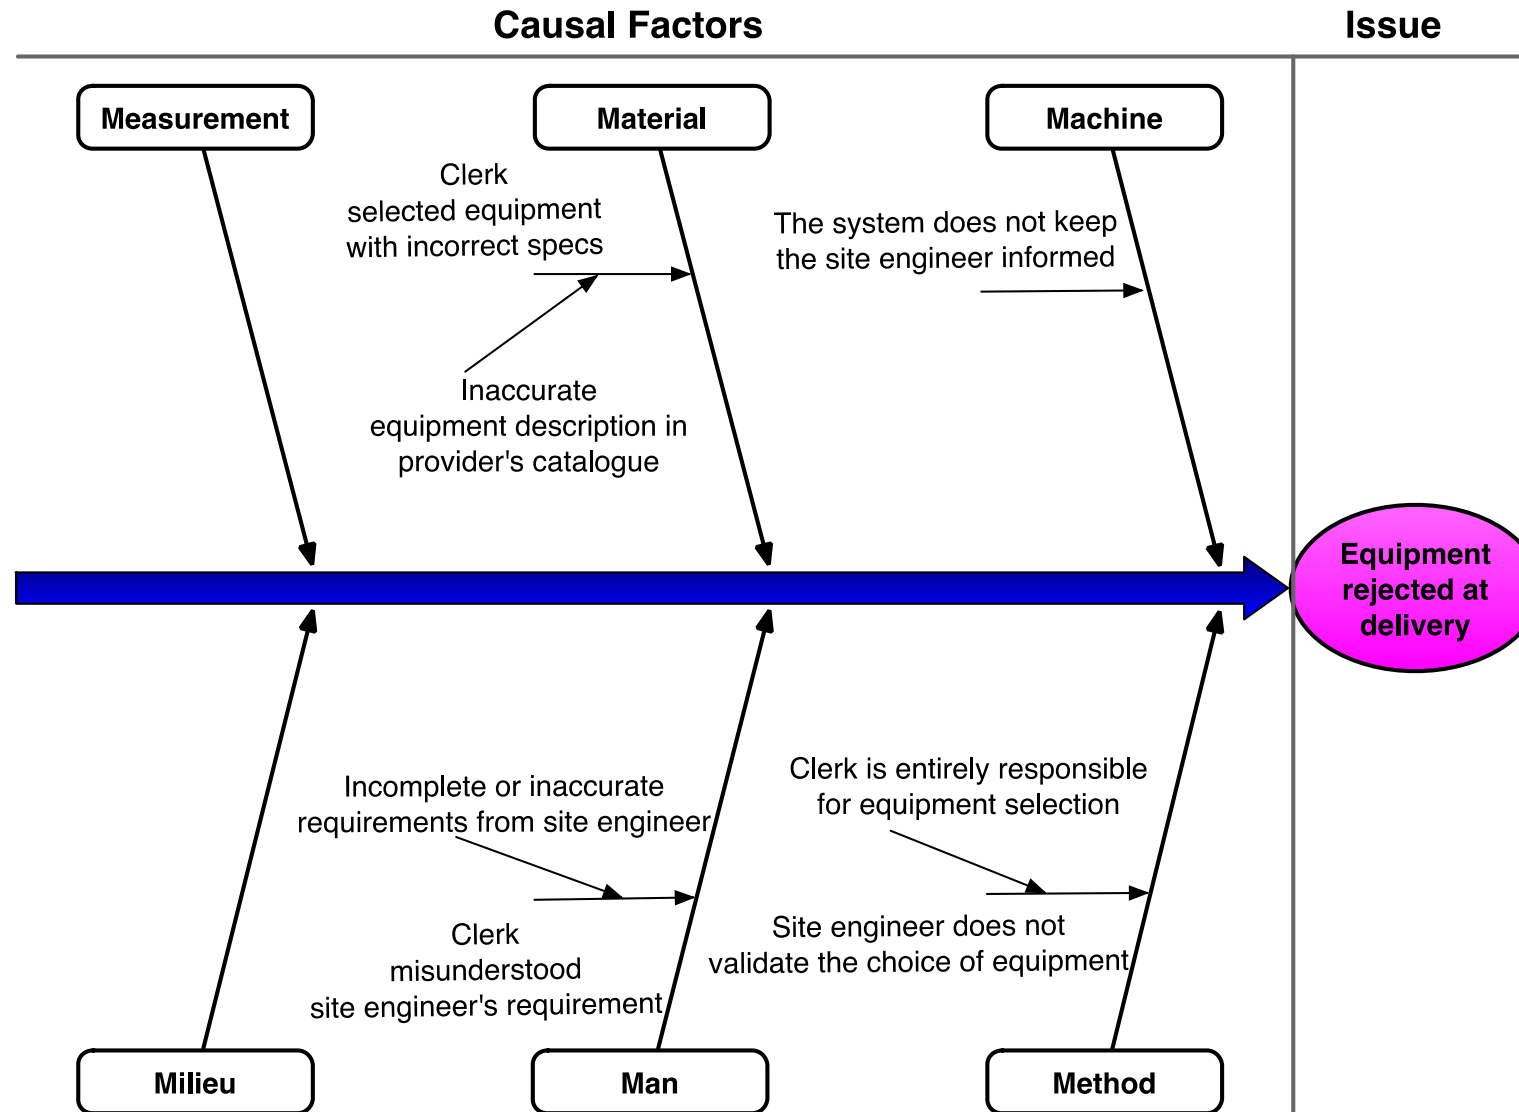 Causal Factors
Issue
Measurement
Material
Machine
Clerk
selected equipment
with incorrect specs
The system does not keep
the site engineer informed
Inaccurate
equipment description in
provider's catalogue
Equipment
rejected at
delivery
Incomplete or inaccurate
requirements from site engineer
Clerk is entirely responsible
for equipment selection
Clerk
misunderstood
site engineer's requirement
Site engineer does not
validate the choice of equipment
Milieu
Man
Method